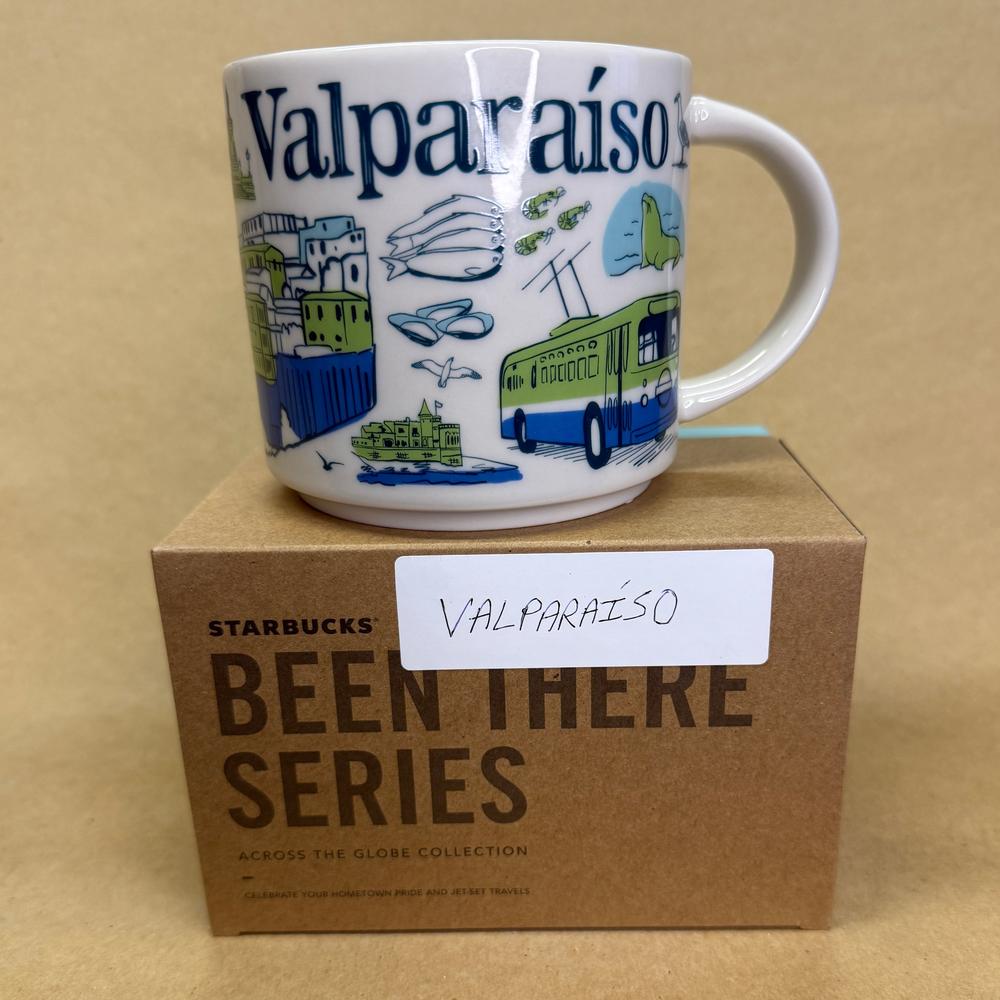 Valparaíso
VALPARAÍSO
STARBUCKS®
BEEN THERE
SERIES
ACROSS THE GLOBE COLLECTION
–
CELEBRATE YOUR HOMETOWN PRIDE AND JET-SET TRAVELS